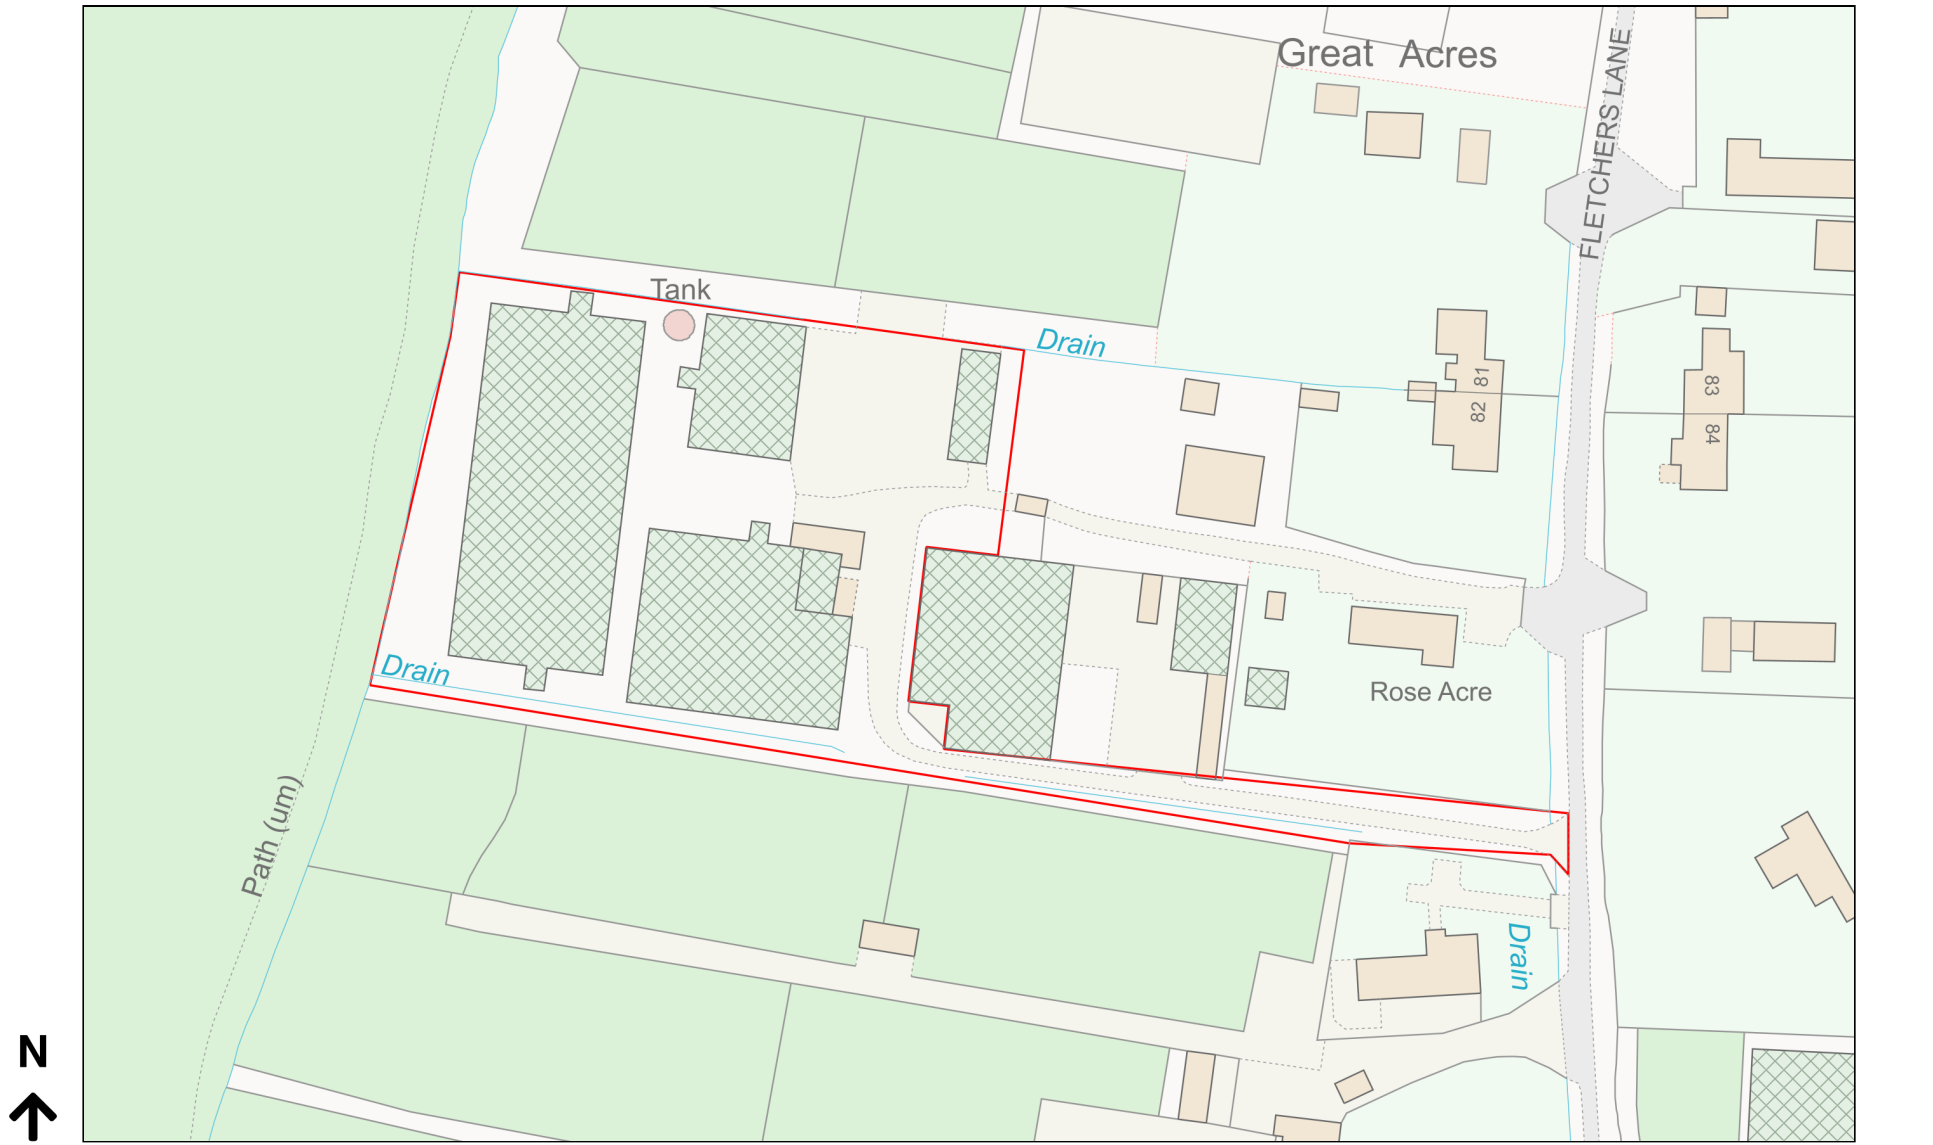 Great Acres
FLETCHERS LANE
Tank
Drain
81
82
83
84
Drain
Rose Acre
Path (um)
Drain
N